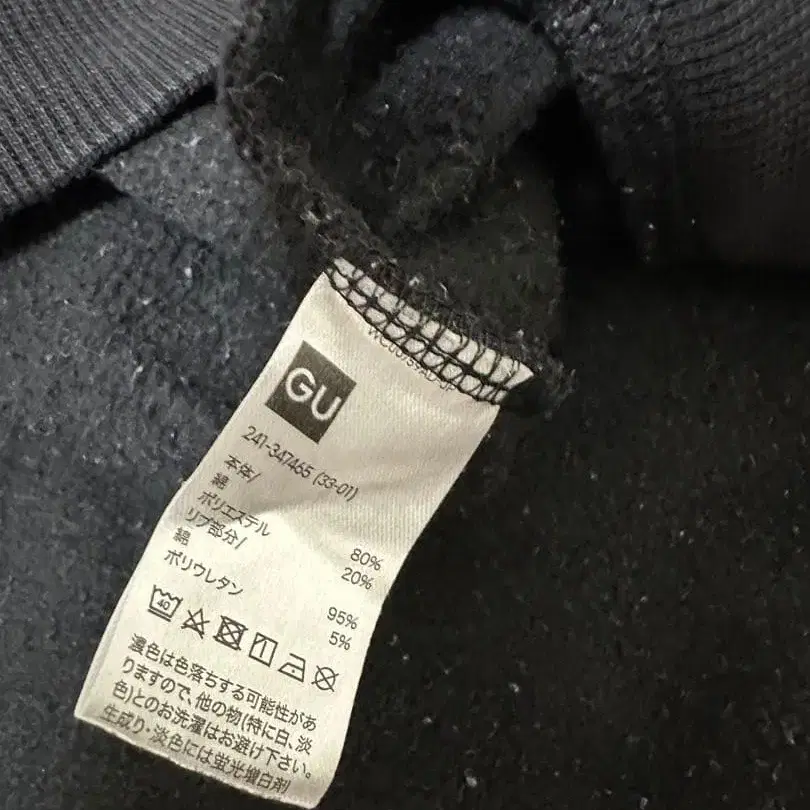 GU
241-347465 (33-01)
本体/
綿 80%
ポリエステル 20%
リブ部分/
綿 95%
ポリウレタン 5%
40
濃色は色落ちする可能性があ
りますので、他の物(特に白、淡
色)とのお洗濯はお避け下さい。
生成り・淡色には蛍光増白剤